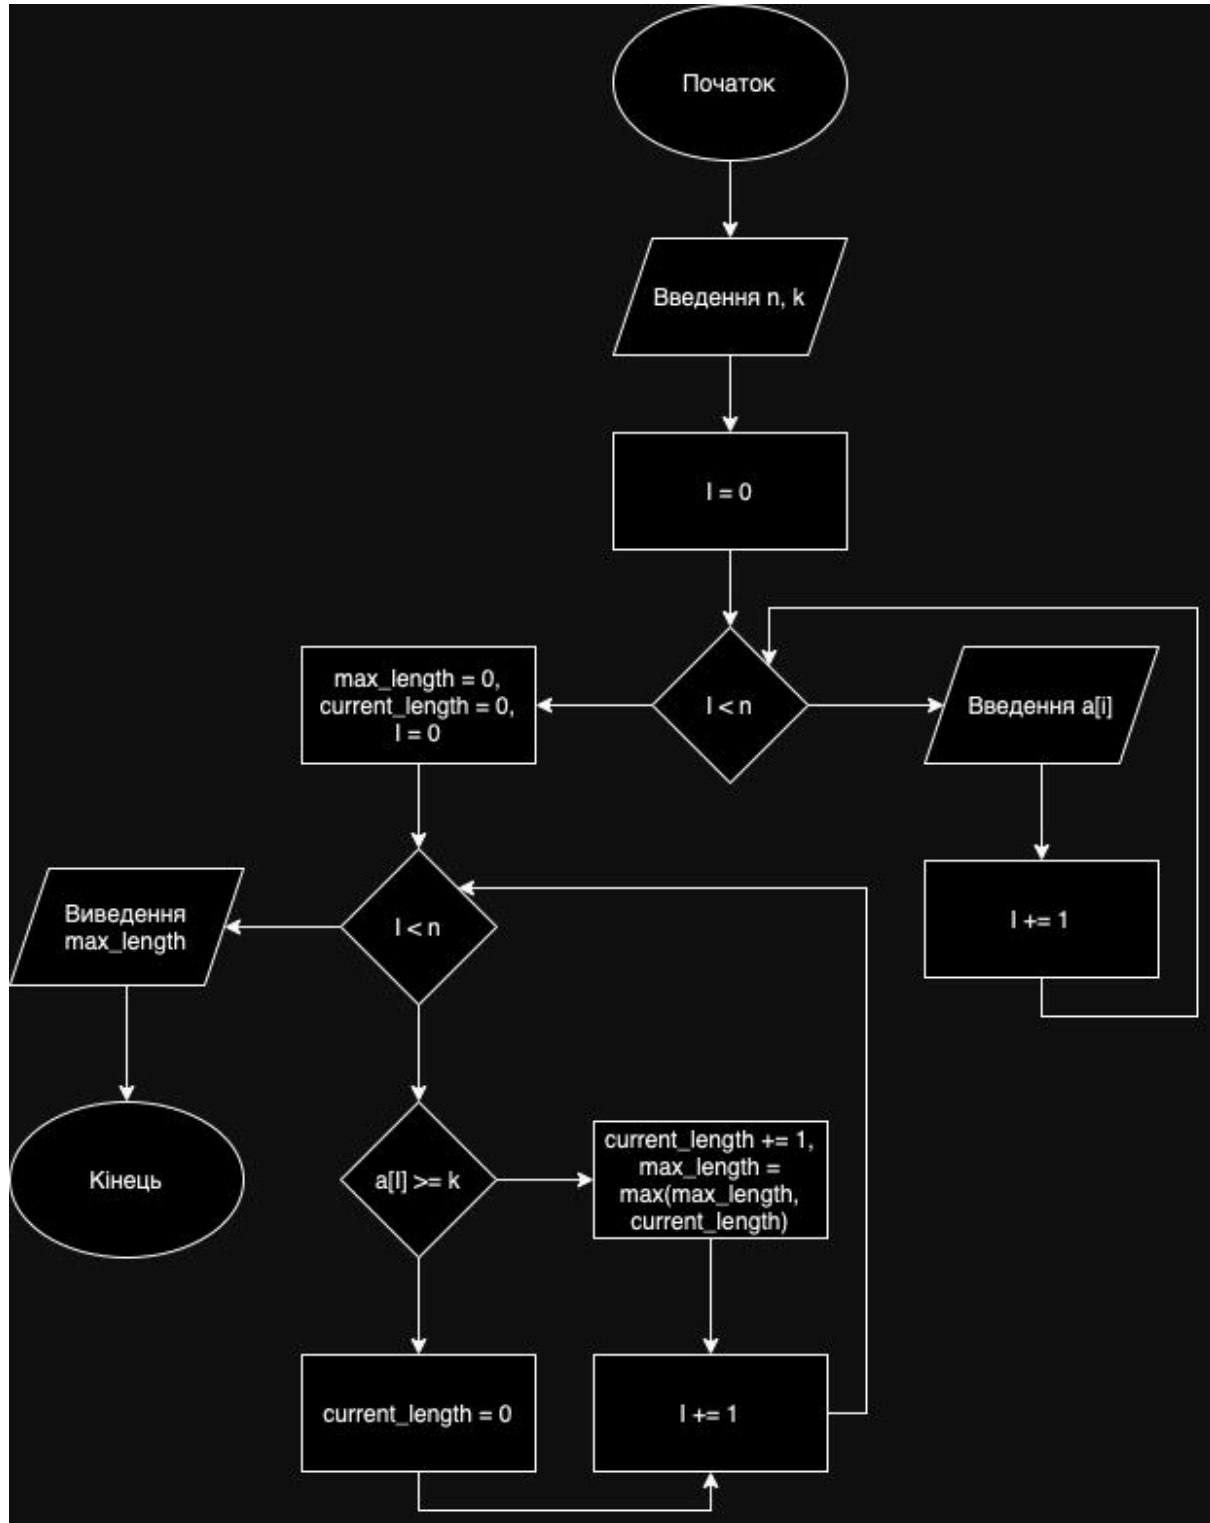 Початок
Введення n, k
I = 0
I < n
Введення a[i]
max_length = 0,
current_length = 0,
I = 0
I += 1
I < n
Виведення
max_length
Кінець
a[I] >= k
current_length += 1,
max_length =
max(max_length,
current_length)
current_length = 0
I += 1